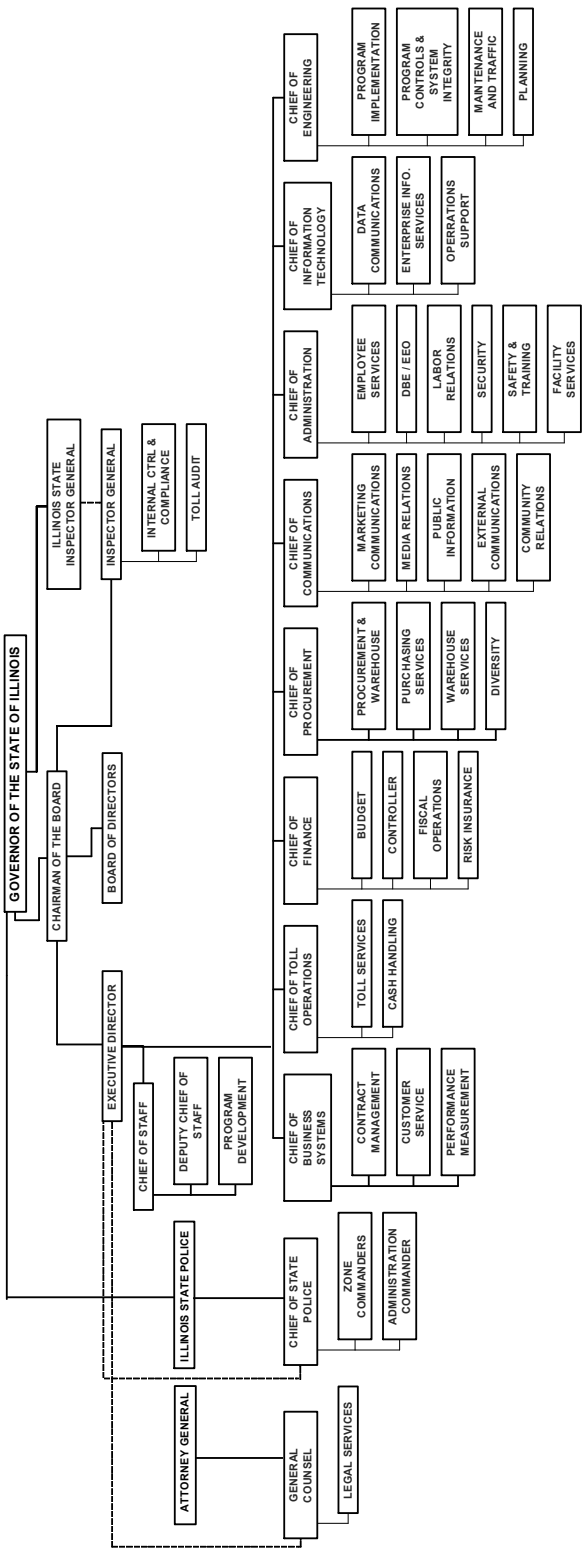 GOVERNOR OF THE STATE OF ILLINOIS
CHAIRMAN OF THE BOARD
ILLINOIS STATE
INSPECTOR GENERAL
EXECUTIVE DIRECTOR
BOARD OF DIRECTORS
INSPECTOR GENERAL
CHIEF OF STAFF
DEPUTY CHIEF OF
STAFF
PROGRAM
DEVELOPMENT
INTERNAL CTRL &
COMPLIANCE
TOLL AUDIT
ATTORNEY GENERAL
ILLINOIS STATE POLICE
GENERAL
COUNSEL
LEGAL SERVICES
CHIEF OF STATE
POLICE
ZONE
COMMANDERS
ADMINISTRATION
COMMANDER
CHIEF OF
BUSINESS
SYSTEMS
CONTRACT
MANAGEMENT
CUSTOMER
SERVICE
PERFORMANCE
MEASUREMENT
CHIEF OF TOLL
OPERATIONS
TOLL SERVICES
CASH HANDLING
CHIEF OF
FINANCE
BUDGET
CONTROLLER
FISCAL
OPERATIONS
RISK INSURANCE
CHIEF OF
PROCUREMENT
PROCUREMENT &
WAREHOUSE
PURCHASING
SERVICES
WAREHOUSE
SERVICES
DIVERSITY
CHIEF OF
COMMUNICATIONS
MARKETING
COMMUNICATIONS
MEDIA RELATIONS
PUBLIC
INFORMATION
EXTERNAL
COMMUNICATIONS
COMMUNITY
RELATIONS
CHIEF OF
ADMINISTRATION
EMPLOYEE
SERVICES
DBE / EEO
LABOR
RELATIONS
SECURITY
SAFETY &
TRAINING
FACILITY
SERVICES
CHIEF OF
INFORMATION
TECHNOLOGY
DATA
COMMUNICATIONS
ENTERPRISE INFO.
SERVICES
OPERRATIONS
SUPPORT
CHIEF OF
ENGINEERING
PROGRAM
IMPLEMENTATION
PROGRAM
CONTROLS &
SYSTEM
INTEGRITY
MAINTENANCE
AND TRAFFIC
PLANNING